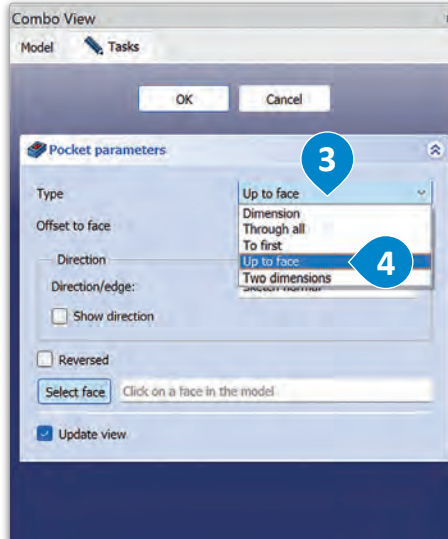 Combo View
Model Tasks
OK Cancel
Pocket parameters
3
Type Up to face
Dimension
Through all
Offset to face
To first
Up to face 4
Direction
Two dimensions
Direction/edge:
Show direction
Reversed
Select face Click on a face in the model
Update view